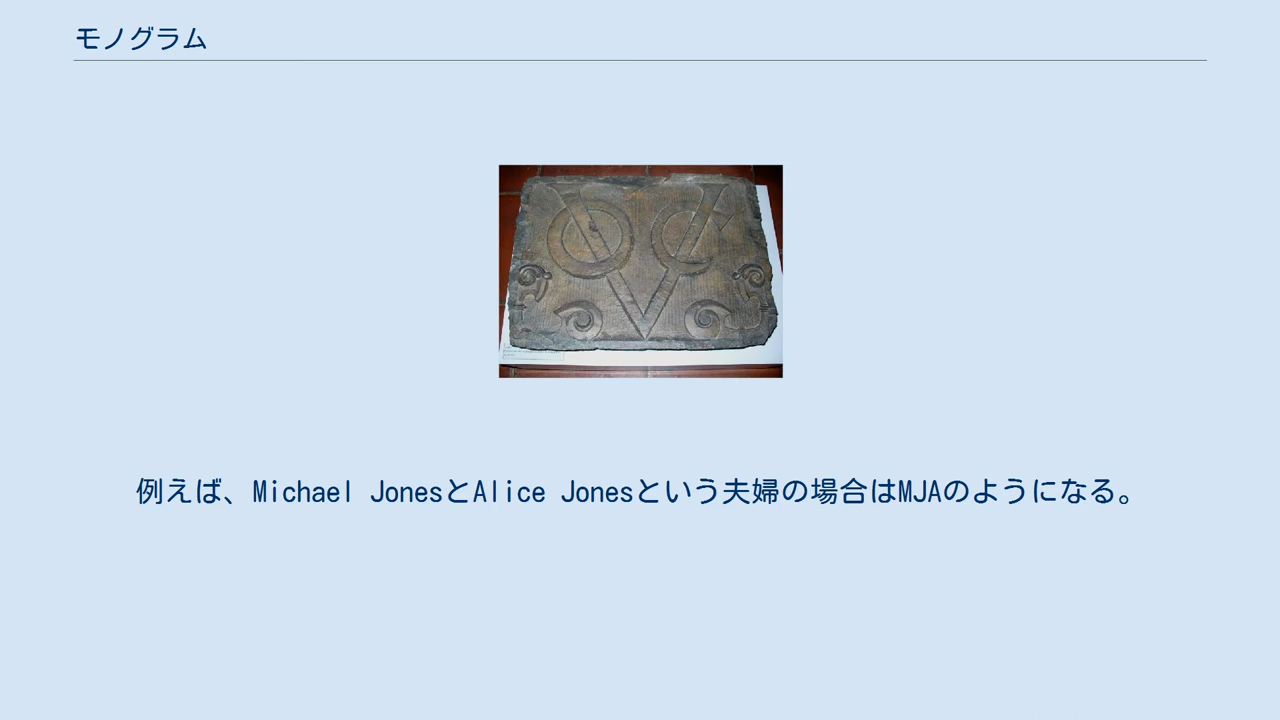 モノグラム
VOC
例えば、Michael JonesとAlice Jonesという夫婦の場合はMJAのようになる。